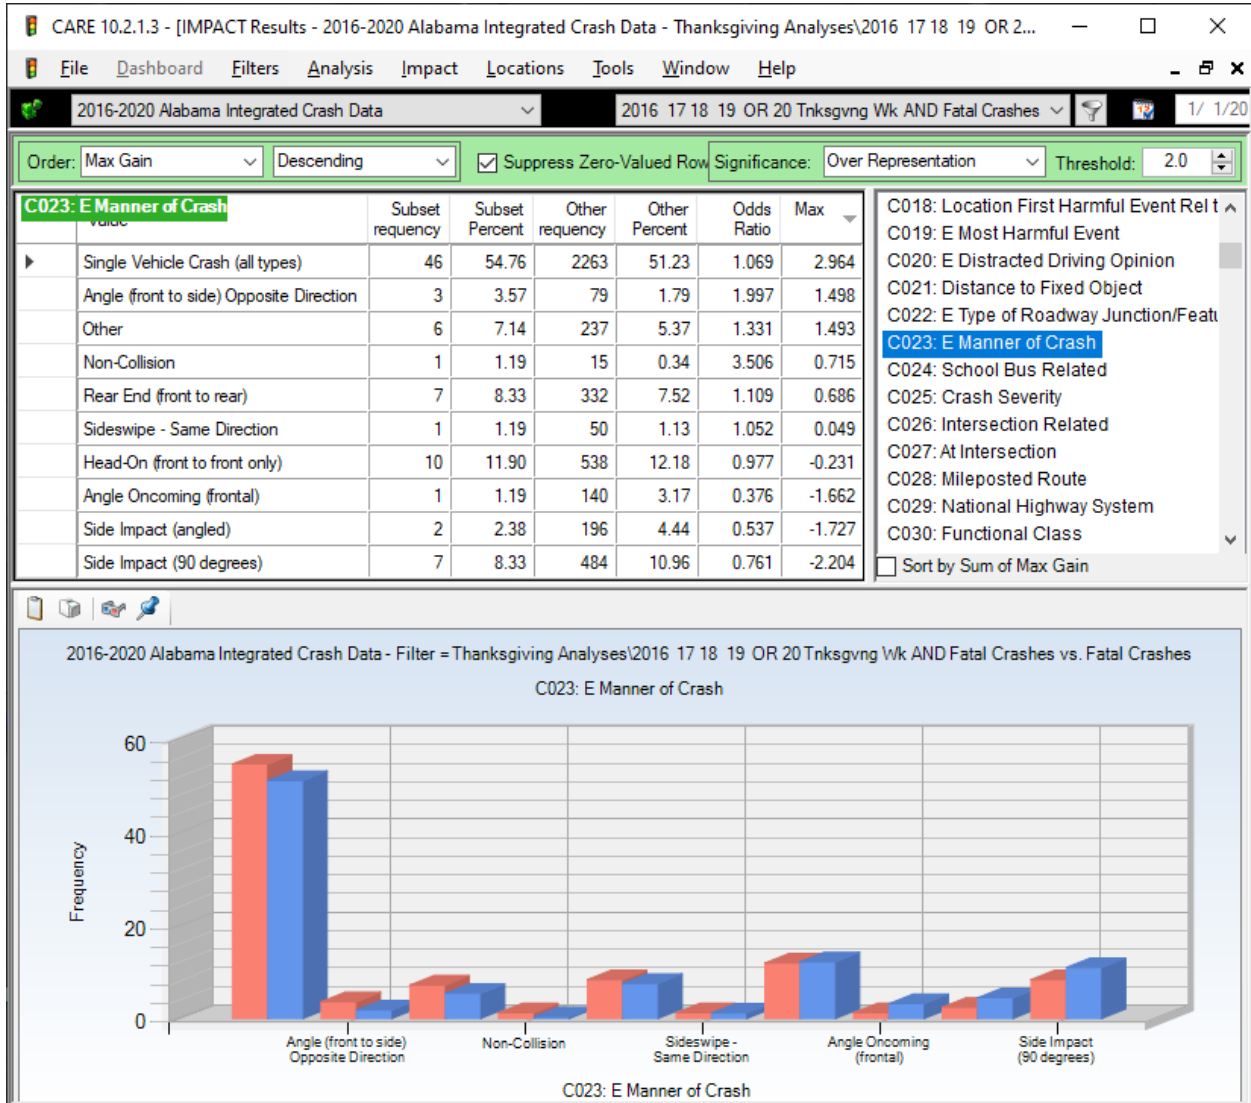 CARE 10.2.1.3 - [IMPACT Results - 2016-2020 Alabama Integrated Crash Data - Thanksgiving Analyses\2016 17 18 19 OR 2...
File Dashboard Filters Analysis Impact Locations Tools Window Help
2016-2020 Alabama Integrated Crash Data 2016 17 18 19 OR 20 Tnksgvng Wk AND Fatal Crashes 1/ 1/20
Order: Max Gain Descending Suppress Zero-Valued Row Significance: Over Representation Threshold: 2.0
C023: E Manner of Crash Subset requency Subset Percent Other requency Other Percent Odds Ratio Max
Single Vehicle Crash (all types) 46 54.76 2263 51.23 1.069 2.964
Angle (front to side) Opposite Direction 3 3.57 79 1.79 1.997 1.498
Other 6 7.14 237 5.37 1.331 1.493
Non-Collision 1 1.19 15 0.34 3.506 0.715
Rear End (front to rear) 7 8.33 332 7.52 1.109 0.686
Sideswipe - Same Direction 1 1.19 50 1.13 1.052 0.049
Head-On (front to front only) 10 11.90 538 12.18 0.977 -0.231
Angle Oncoming (frontal) 1 1.19 140 3.17 0.376 -1.662
Side Impact (angled) 2 2.38 196 4.44 0.537 -1.727
Side Impact (90 degrees) 7 8.33 484 10.96 0.761 -2.204
C018: Location First Harmful Event Rel t
C019: E Most Harmful Event
C020: E Distracted Driving Opinion
C021: Distance to Fixed Object
C022: E Type of Roadway Junction/Featu
C023: E Manner of Crash
C024: School Bus Related
C025: Crash Severity
C026: Intersection Related
C027: At Intersection
C028: Mileposted Route
C029: National Highway System
C030: Functional Class
Sort by Sum of Max Gain
2016-2020 Alabama Integrated Crash Data - Filter = Thanksgiving Analyses\2016 17 18 19 OR 20 Tnksgvng Wk AND Fatal Crashes vs. Fatal Crashes
C023: E Manner of Crash
60
40
20
0
Frequency
Angle (front to side)
Opposite Direction
Non-Collision
Sideswipe -
Same Direction
Angle Oncoming
(frontal)
Side Impact
(90 degrees)
C023: E Manner of Crash